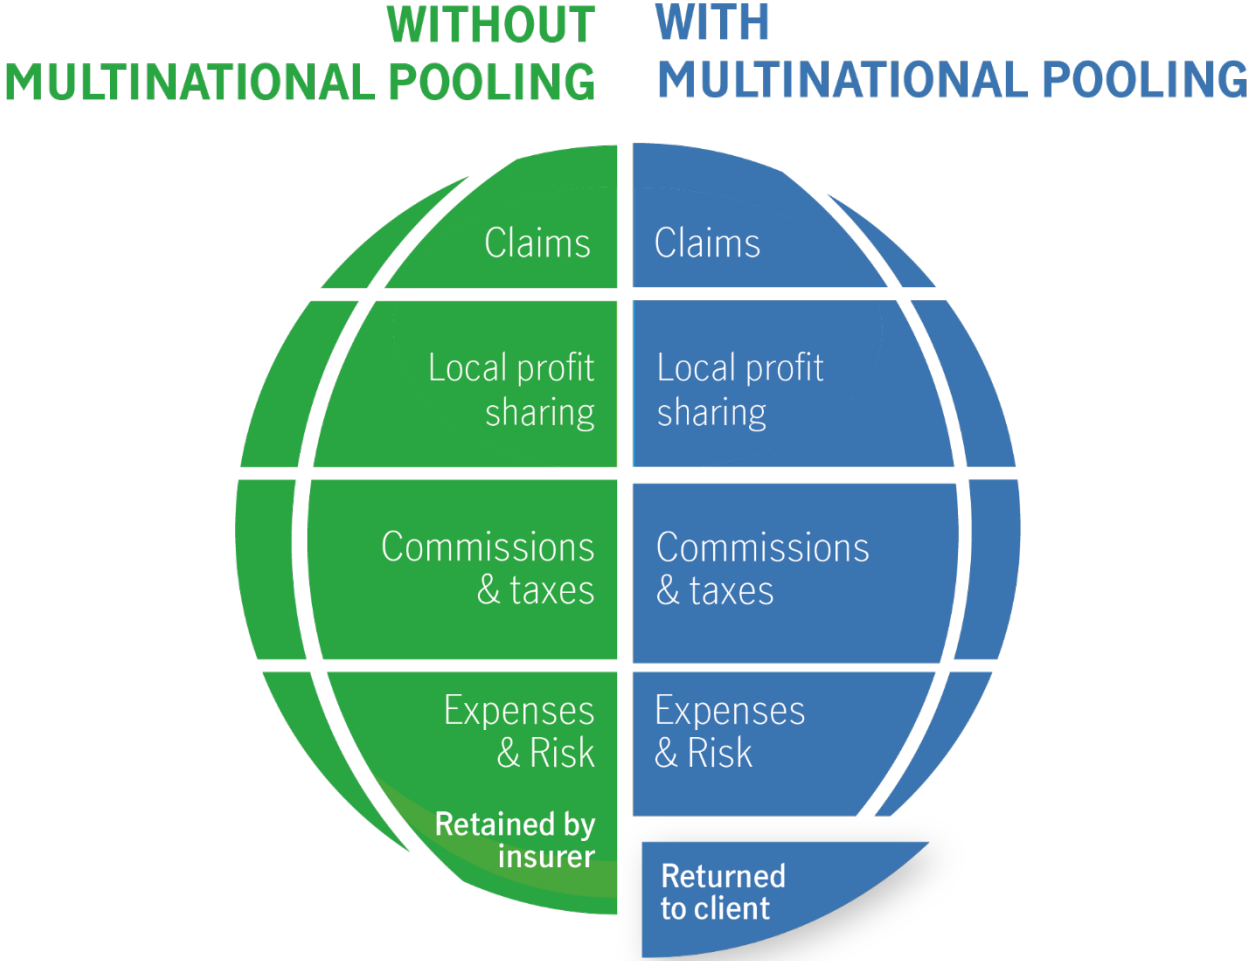 WITHOUT
MULTINATIONAL POOLING
Claims
Local profit
sharing
Commissions
& taxes
Expenses
& Risk
Retained by
insurer
WITH
MULTINATIONAL POOLING
Claims
Local profit
sharing
Commissions
& taxes
Expenses
& Risk
Returned
to client